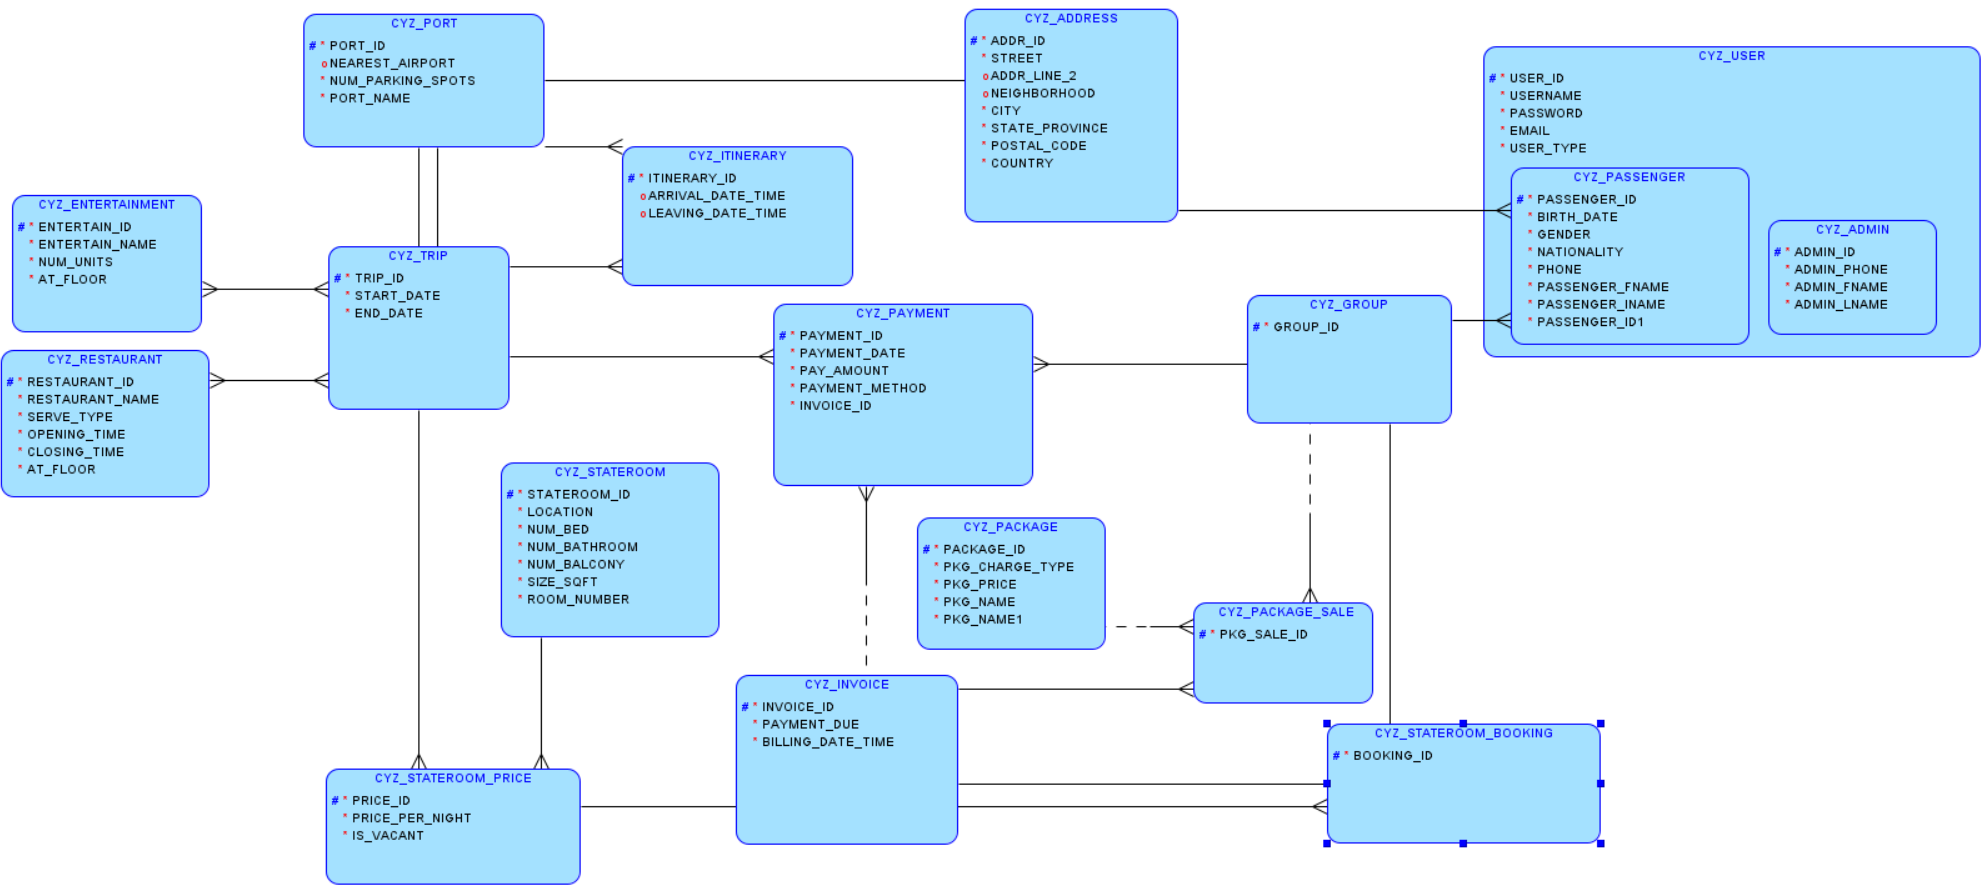 CYZ_PORT
# * PORT_ID
o NEAREST_AIRPORT
* NUM_PARKING_SPOTS
* PORT_NAME
CYZ_ADDRESS
# * ADDR_ID
* STREET
o ADDR_LINE_2
o NEIGHBORHOOD
* CITY
* STATE_PROVINCE
* POSTAL_CODE
* COUNTRY
CYZ_USER
# * USER_ID
* USERNAME
* PASSWORD
* EMAIL
* USER_TYPE
CYZ_PASSENGER
# * PASSENGER_ID
* BIRTH_DATE
* GENDER
* NATIONALITY
* PHONE
* PASSENGER_FNAME
* PASSENGER_INAME
* PASSENGER_ID1
CYZ_ADMIN
# * ADMIN_ID
* ADMIN_PHONE
* ADMIN_FNAME
* ADMIN_LNAME
CYZ_ITINERARY
# * ITINERARY_ID
o ARRIVAL_DATE_TIME
o LEAVING_DATE_TIME
CYZ_ENTERTAINMENT
# * ENTERTAIN_ID
* ENTERTAIN_NAME
* NUM_UNITS
* AT_FLOOR
CYZ_TRIP
# * TRIP_ID
* START_DATE
* END_DATE
CYZ_PAYMENT
# * PAYMENT_ID
* PAYMENT_DATE
* PAY_AMOUNT
* PAYMENT_METHOD
* INVOICE_ID
CYZ_GROUP
# * GROUP_ID
CYZ_RESTAURANT
# * RESTAURANT_ID
* RESTAURANT_NAME
* SERVE_TYPE
* OPENING_TIME
* CLOSING_TIME
* AT_FLOOR
CYZ_STATEROOM
# * STATEROOM_ID
* LOCATION
* NUM_BED
* NUM_BATHROOM
* NUM_BALCONY
* SIZE_SQFT
* ROOM_NUMBER
CYZ_PACKAGE
# * PACKAGE_ID
* PKG_CHARGE_TYPE
* PKG_PRICE
* PKG_NAME
* PKG_NAME1
CYZ_PACKAGE_SALE
# * PKG_SALE_ID
CYZ_INVOICE
# * INVOICE_ID
* PAYMENT_DUE
* BILLING_DATE_TIME
CYZ_STATEROOM_BOOKING
# * BOOKING_ID
CYZ_STATEROOM_PRICE
# * PRICE_ID
* PRICE_PER_NIGHT
* IS_VACANT